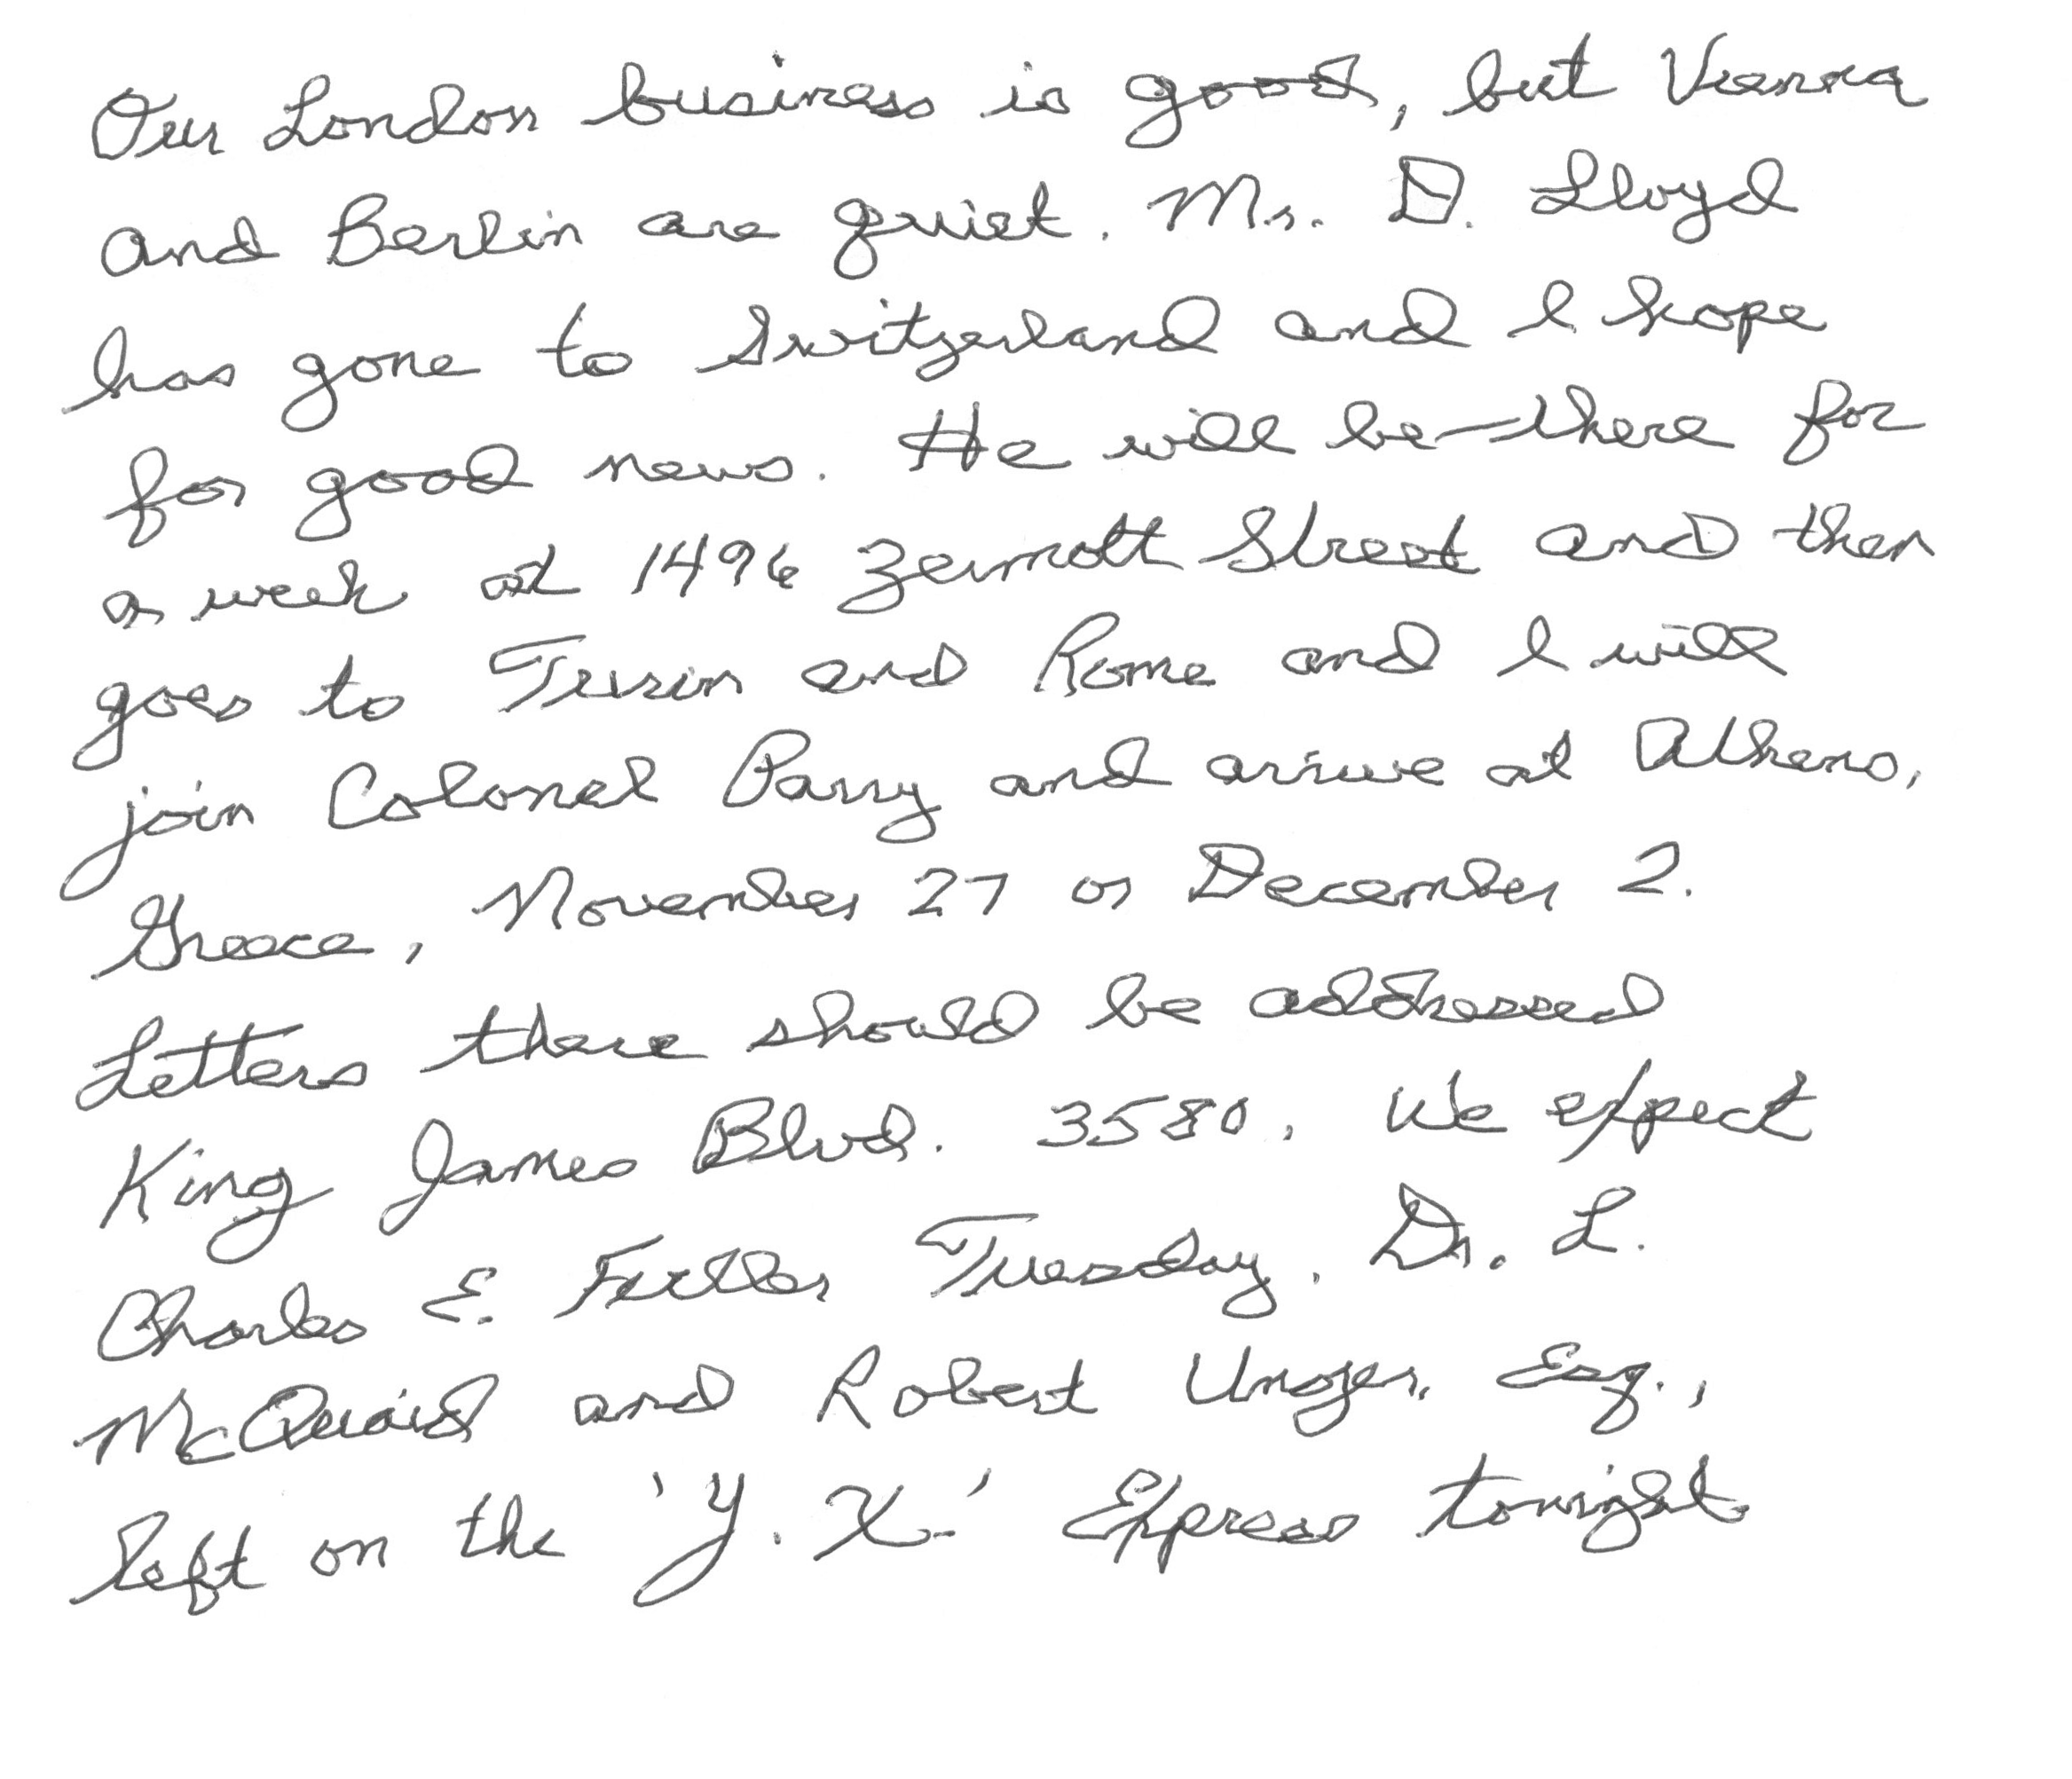 Our London business is good, but Vienna
and Berlin are quiet. Mr. D. Lloyd
has gone to Switzerland and I hope
for good news. He will be there for
a week at 1496 Zermott Street and then
goes to Turin and Rome and I will
join Colonel Parry and arrive at Athens,
Greece, November 27 or December 2.
Letters there should be addressed
King James Blvd. 3580. We expect
Charles E. Fuller Tuesday. Dr. L.
McQuaid and Robert Unger, Esq.,
left on the 'Y. X.' Express tonight